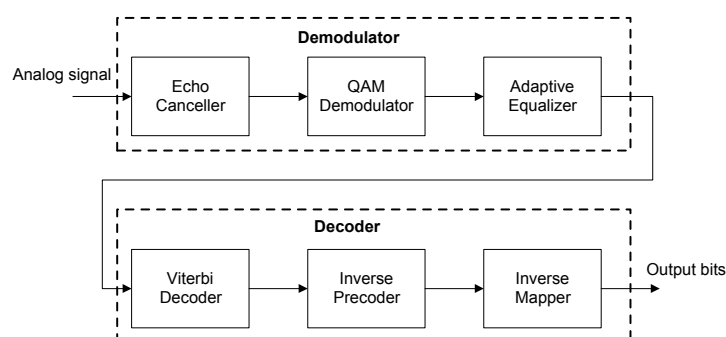 Demodulator
Analog signal
Echo
Canceller
QAM
Demodulator
Adaptive
Equalizer
Decoder
Viterbi
Decoder
Inverse
Precoder
Inverse
Mapper
Output bits